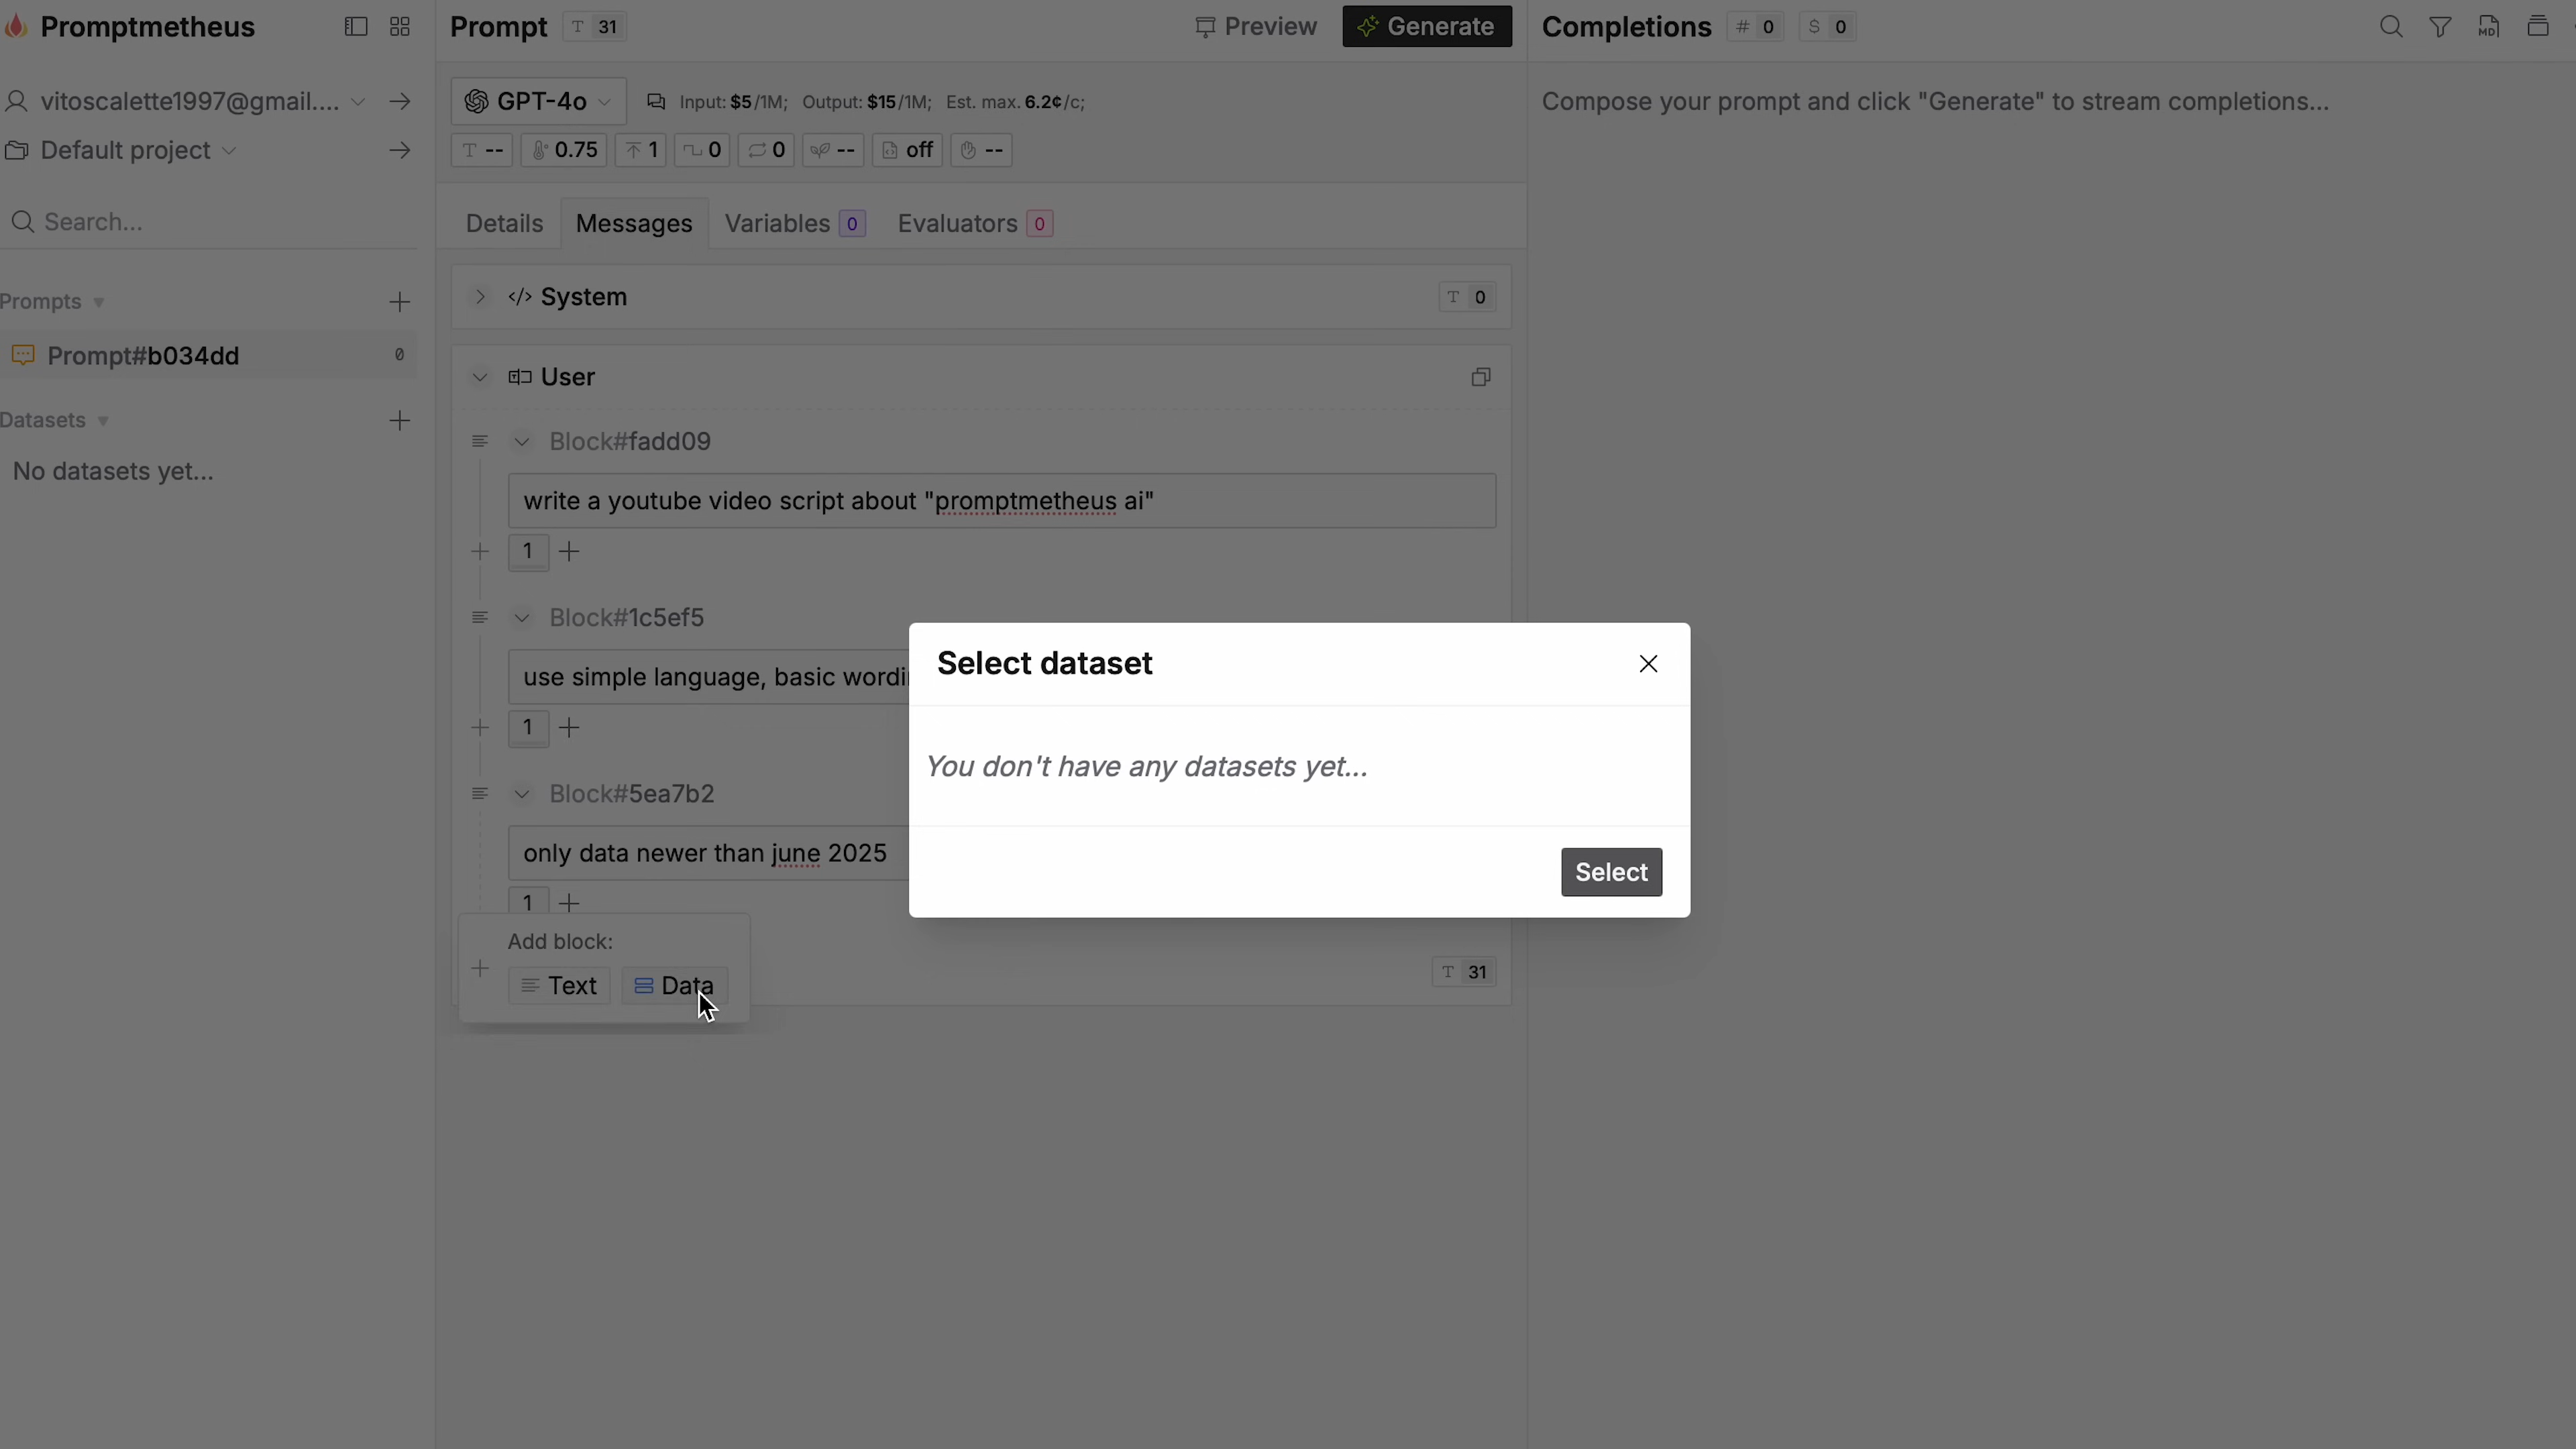 Promptmetheus
vitoscalette1997@gmail....
Default project
Search...
Prompts
Prompt#b034dd 0
Datasets
No datasets yet...
Prompt T 31
Preview
Generate
GPT-4o
Input: $5/1M; Output: $15/1M; Est. max. 6.2¢/c;
T -- 0.75 1 0 0 -- off --
Details Messages Variables 0 Evaluators 0
</> System T 0
User
Block#fadd09
write a youtube video script about "promptmetheus ai"
1
Block#1c5ef5
use simple language, basic wordi
1
Block#5ea7b2
only data newer than june 2025
1
Add block:
Text Data
T 31
Select dataset
You don't have any datasets yet...
Select
Completions # 0 $ 0
MD
Compose your prompt and click "Generate" to stream completions...